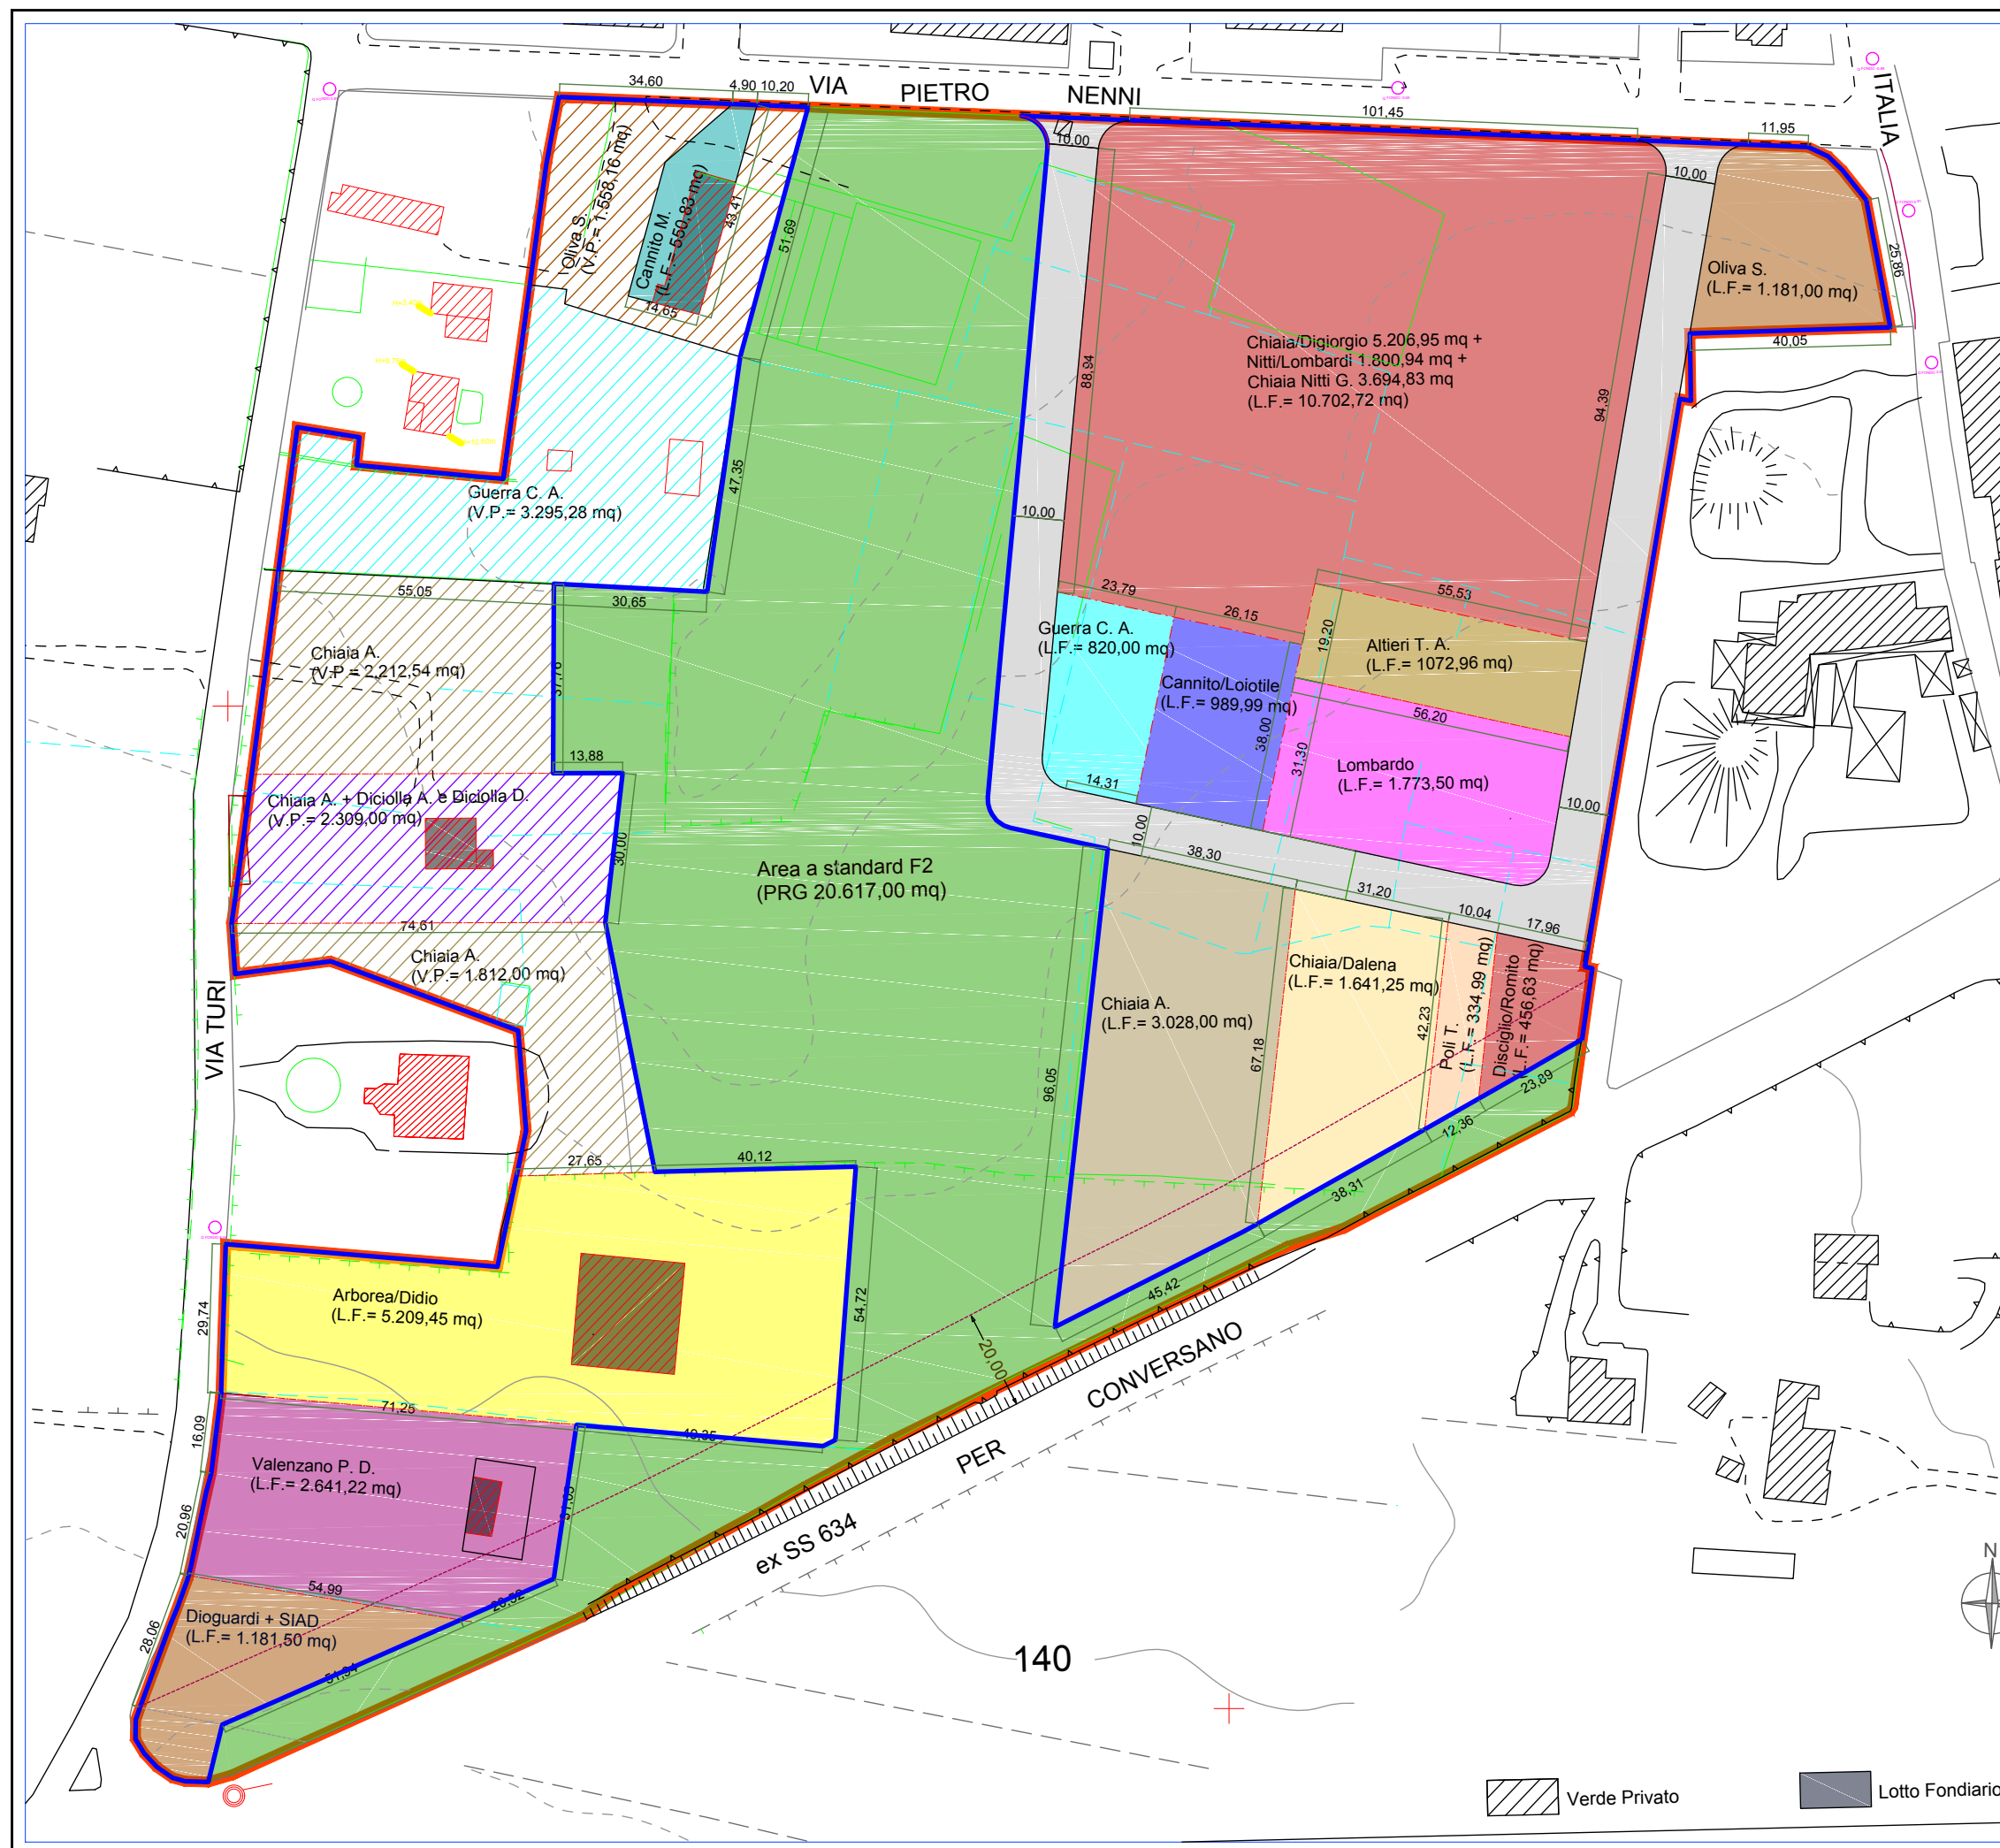 VIA PIETRO NENNI
ITALIA
34,60
4,90
10,20
101,45
11,95
10,00
10,00
Oliva S.
(V.P.= 1.558,16 mq)
Cannito M.
(L.F.= 550,83 mq)
43,41
14,65
51,69
25,86
Oliva S.
(L.F.= 1.181,00 mq)
40,05
Chiaia/Digiorgio 5.206,95 mq +
Nitti/Lombardi 1.800,94 mq +
Chiaia Nitti G. 3.694,83 mq
(L.F.= 10.702,72 mq)
88,94
94,39
47,35
Guerra C. A.
(V.P.= 3.295,28 mq)
10,00
55,05
30,65
23,79
26,15
55,53
19,20
Guerra C. A.
(L.F.= 820,00 mq)
Altieri T. A.
(L.F.= 1072,96 mq)
Chiaia A.
(V.P.= 2.212,54 mq)
Cannito/Loiotile
(L.F.= 989,99 mq)
56,20
38,00
31,30
13,88
Lombardo
(L.F.= 1.773,50 mq)
14,31
10,00
10,00
Chiaia A. + Diciolla A. e Diciolla D.
(V.P.= 2.309,00 mq)
30,00
38,30
Area a standard F2
(PRG 20.617,00 mq)
31,20
10,04
17,96
74,61
Chiaia A.
(V.P.= 1.812,00 mq)
VIA TURI
Chiaia A.
(L.F.= 3.028,00 mq)
Chiaia/Dalena
(L.F.= 1.641,25 mq)
Poli T.
(L.F.= 334,99 mq)
Disciglio/Romito
(L.F.= 456,63 mq)
96,05
67,18
42,23
23,89
12,36
38,31
45,42
27,65
40,12
54,72
Arborea/Didio
(L.F.= 5.209,45 mq)
29,74
20,00
71,25
16,09
Valenzano P. D.
(L.F.= 2.641,22 mq)
20,96
54,99
Dioguardi + SIAD
(L.F.= 1.181,50 mq)
28,06
ex SS 634 PER CONVERSANO
140
N
Verde Privato
Lotto Fondiario